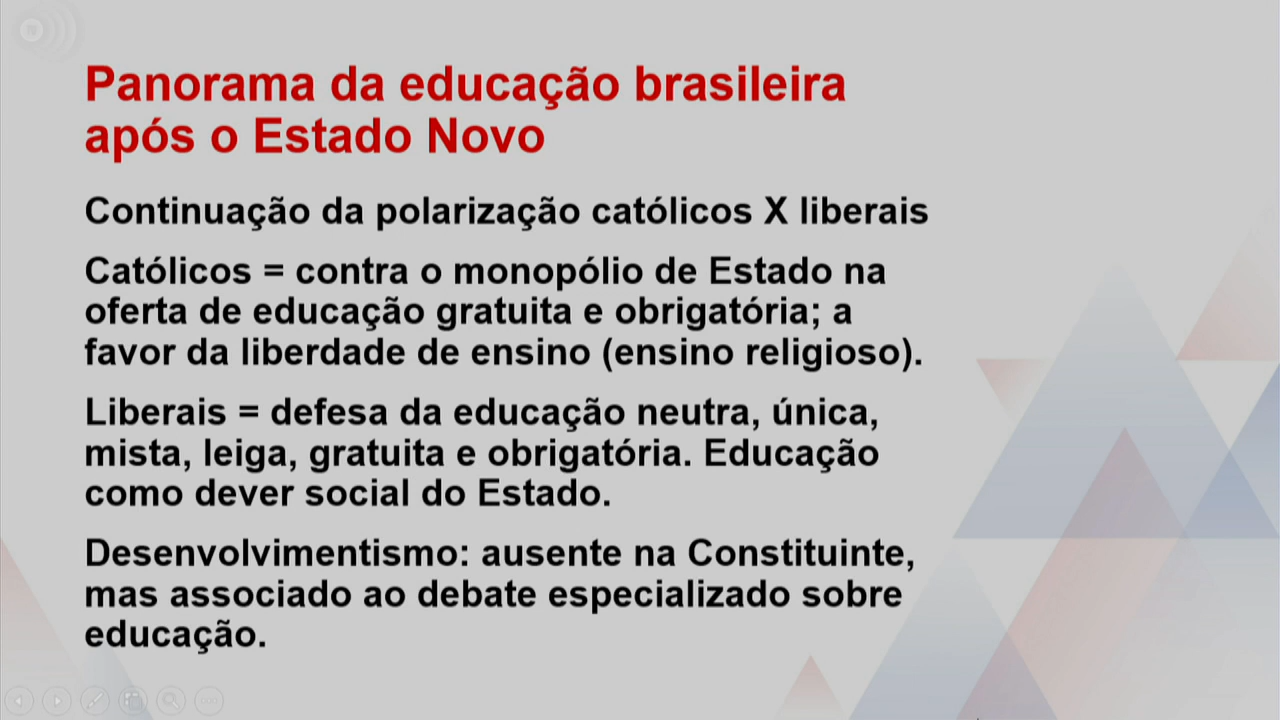 Panorama da educação brasileira
após o Estado Novo
Continuação da polarização católicos X liberais
Católicos = contra o monopólio de Estado na
oferta de educação gratuita e obrigatória; a
favor da liberdade de ensino (ensino religioso).
Liberais = defesa da educação neutra, única,
mista, leiga, gratuita e obrigatória. Educação
como dever social do Estado.
Desenvolvimentismo: ausente na Constituinte,
mas associado ao debate especializado sobre
educação.